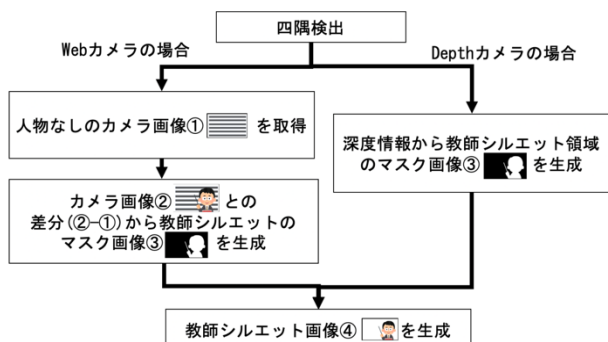 四隅検出
Webカメラの場合
Depthカメラの場合
人物なしのカメラ画像① を取得
深度情報から教師シルエット領域
のマスク画像③ を生成
カメラ画像② との
差分(②-①)から教師シルエットの
マスク画像③ を生成
教師シルエット画像④ を生成